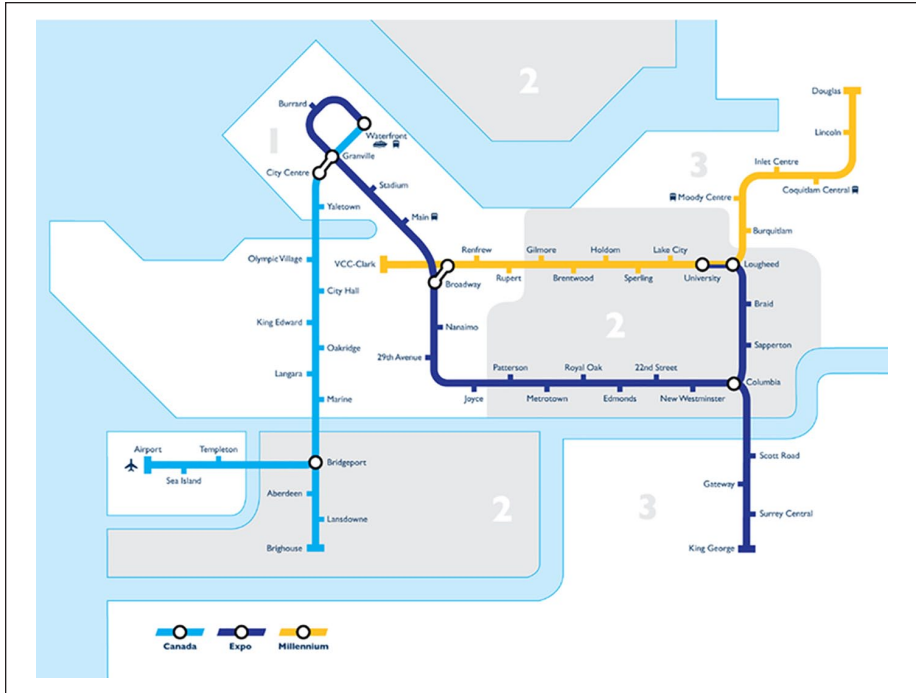 2
Douglas
Burrard
Lincoln
Waterfront
1
Granville
Inlet Centre
3
City Centre
Stadium
Coquitlam Central
Moody Centre
Yaletown
Main
Burquitlam
Renfrew
Gilmore
Holdom
Lake City
Olympic Village
VCC-Clark
Lougheed
Rupert
Brentwood
Sperling
University
Broadway
City Hall
Braid
King Edward
Nanaimo
2
Oakridge
Sapperton
29th Avenue
Patterson
Royal Oak
22nd Street
Langara
Columbia
Joyce
Metrotown
Edmonds
New Westminster
Marine
Airport
Templeton
Scott Road
Bridgeport
Sea Island
Gateway
Aberdeen
2
3
Lansdowne
Surrey Central
Brighouse
King George
Canada
Expo
Millennium